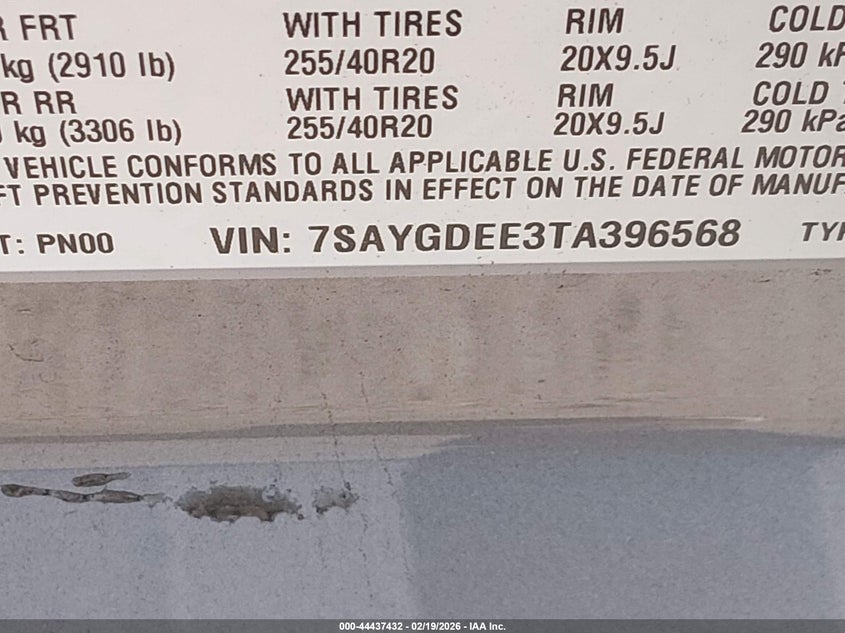 R FRT WITH TIRES RIM COLD
kg (2910 lb) 255/40R20 20X9.5J 290 kP
R RR WITH TIRES RIM COLD T
kg (3306 lb) 255/40R20 20X9.5J 290 kPa
VEHICLE CONFORMS TO ALL APPLICABLE U.S. FEDERAL MOTOR
FT PREVENTION STANDARDS IN EFFECT ON THE DATE OF MANUF
T: PN00 VIN: 7SAYGDEE3TA396568 TYP
000-44437432 - 02/19/2026 - IAA Inc.